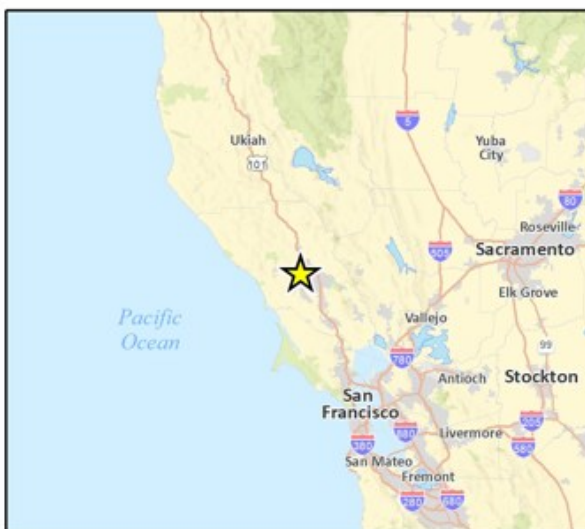 5
Ukiah
Yuba
City
101
80
Roseville
505
Sacramento
Elk Grove
Pacific
Ocean
Vallejo
99
780
Antioch
Stockton
San
Francisco
205
880
Livermore
580
380
San Mateo
Fremont
280
680